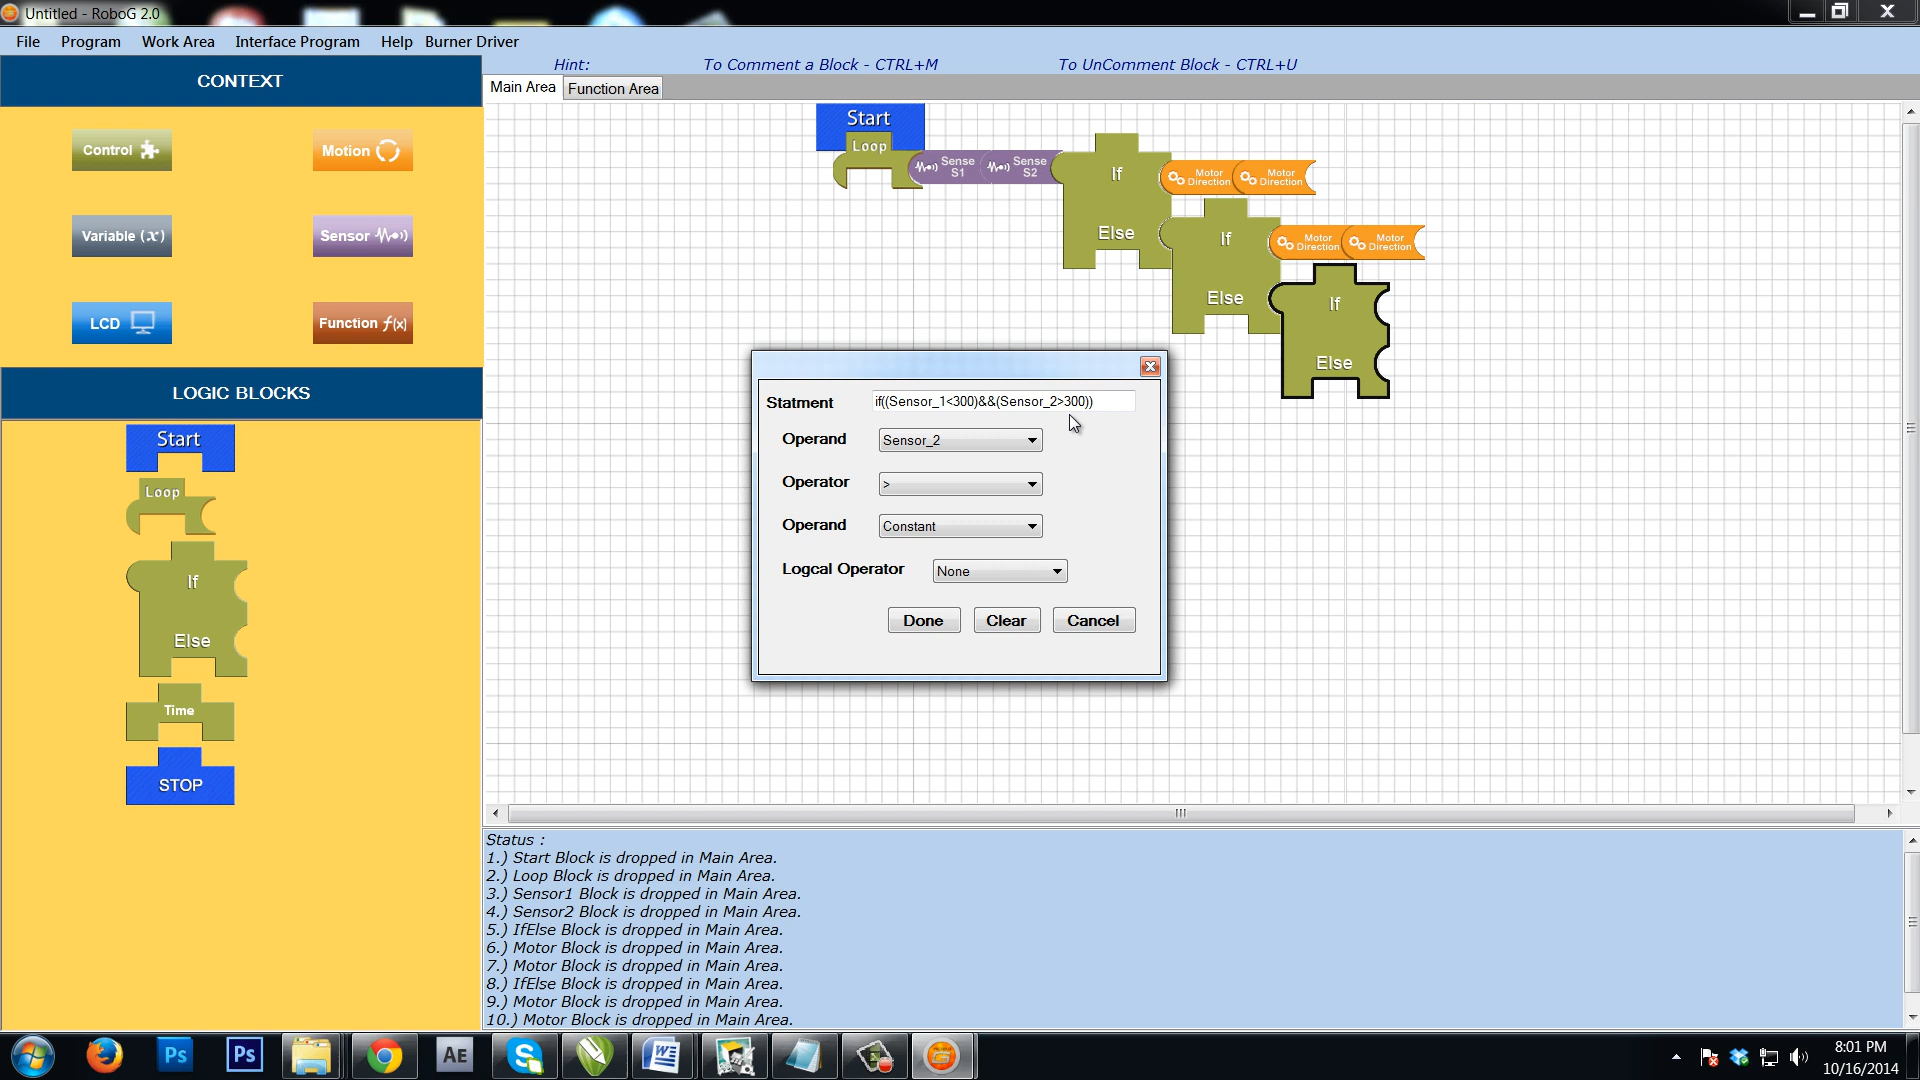 Untitled - RoboG 2.0
File Program Work Area Interface Program Help Burner Driver
Hint: To Comment a Block - CTRL+M To UnComment Block - CTRL+U
CONTEXT
Control
Motion
Variable (x)
Sensor
LCD
Function f(x)
LOGIC BLOCKS
Start
Loop
If
Else
Time
STOP
Main Area Function Area
Start
Loop
Sense S1
Sense S2
If
Else
Motor Direction
Motor Direction
If
Else
Motor Direction
Motor Direction
If
Else
Statment if((Sensor_1<300)&&(Sensor_2>300))
Operand Sensor_2
Operator >
Operand Constant
Logcal Operator None
Done Clear Cancel
Status :
1.) Start Block is dropped in Main Area.
2.) Loop Block is dropped in Main Area.
3.) Sensor1 Block is dropped in Main Area.
4.) Sensor2 Block is dropped in Main Area.
5.) IfElse Block is dropped in Main Area.
6.) Motor Block is dropped in Main Area.
7.) Motor Block is dropped in Main Area.
8.) IfElse Block is dropped in Main Area.
9.) Motor Block is dropped in Main Area.
10.) Motor Block is dropped in Main Area.
Ps
Ps
AE
8:01 PM
10/16/2014